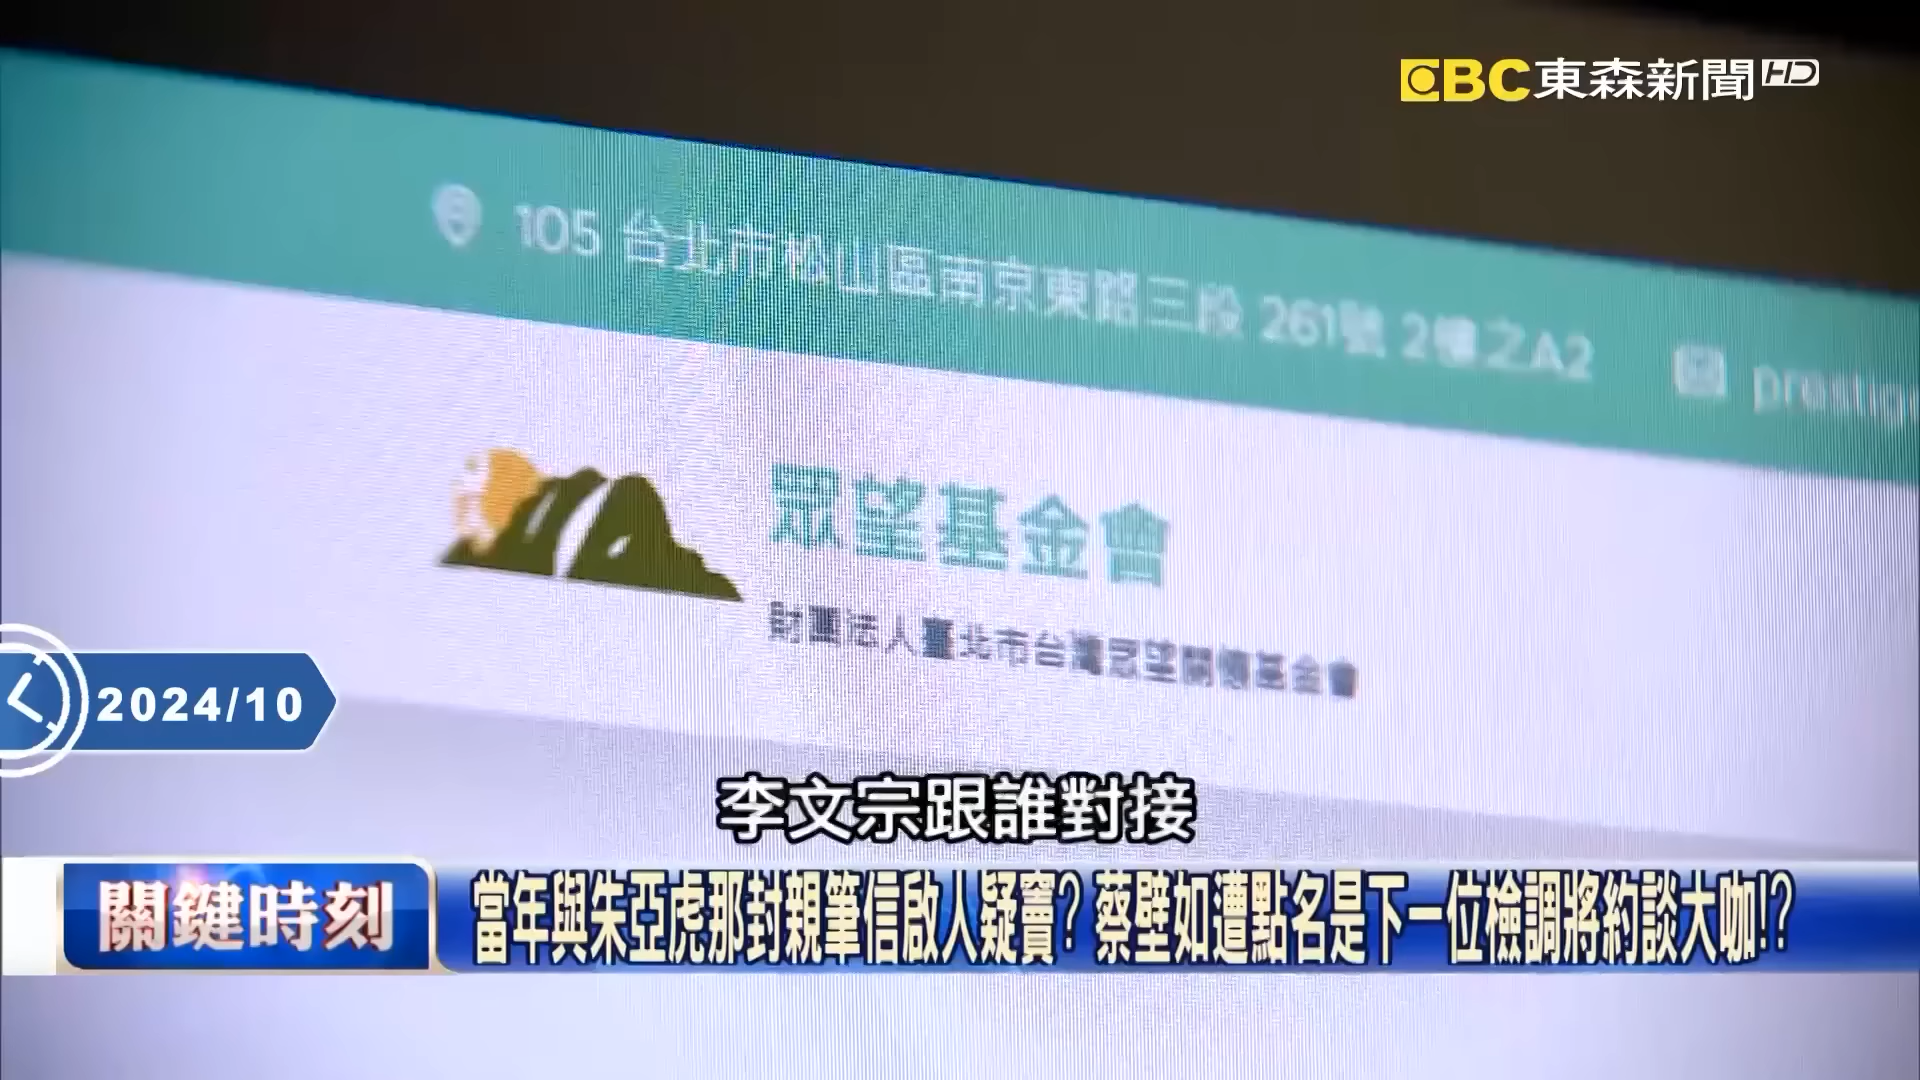 EBC東森新聞HD
105 台北市松山區南京東路三段 261號 2樓之A2
prestig
眾望基金會
財團法人臺北市台灣眾望關懷基金會
2024/10
李文宗跟誰對接
關鍵時刻
當年與朱亞虎那封親筆信啟人疑竇? 蔡壁如遭點名是下一位檢調將約談大咖!?